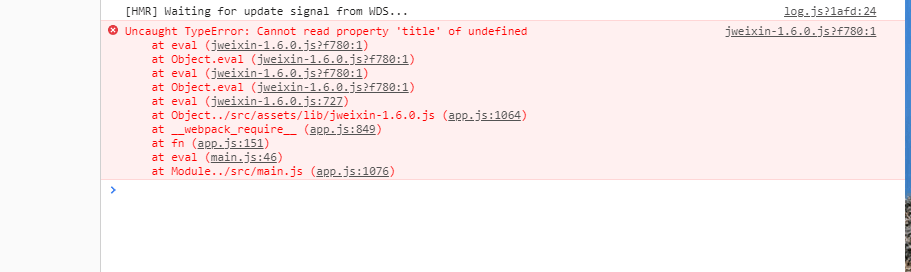 [HMR] Waiting for update signal from WDS... log.js?1afd:24
Uncaught TypeError: Cannot read property 'title' of undefined jweixin-1.6.0.js?f780:1
at eval (jweixin-1.6.0.js?f780:1)
at Object.eval (jweixin-1.6.0.js?f780:1)
at eval (jweixin-1.6.0.js?f780:1)
at Object.eval (jweixin-1.6.0.js?f780:1)
at eval (jweixin-1.6.0.js:727)
at Object../src/assets/lib/jweixin-1.6.0.js (app.js:1064)
at __webpack_require__ (app.js:849)
at fn (app.js:151)
at eval (main.js:46)
at Module../src/main.js (app.js:1076)